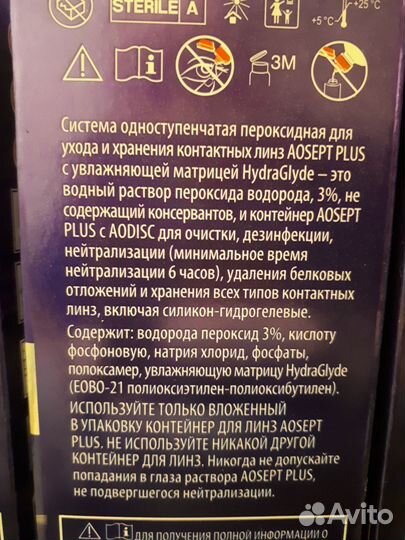 STERILE A
+25°C
+5°C
3M
Система одноступенчатая пероксидная для
ухода и хранения контактных линз AOSEPT PLUS
с увлажняющей матрицей HydraGlyde – это
водный раствор пероксида водорода, 3%, не
содержащий консервантов, и контейнер AOSEPT
PLUS с AODISC для очистки, дезинфекции,
нейтрализации (минимальное время
нейтрализации 6 часов), удаления белковых
отложений и хранения всех типов контактных
линз, включая силикон-гидрогелевые.
Содержит: водорода пероксид 3%, кислоту
фосфоновую, натрия хлорид, фосфаты,
полоксамер, увлажняющую матрицу HydraGlyde
(EOBO-21 полиоксиэтилен-полиоксибутилен).
ИСПОЛЬЗУЙТЕ ТОЛЬКО ВЛОЖЕННЫЙ
В УПАКОВКУ КОНТЕЙНЕР ДЛЯ ЛИНЗ AOSEPT
PLUS. НЕ ИСПОЛЬЗУЙТЕ НИКАКОЙ ДРУГОЙ
КОНТЕЙНЕР ДЛЯ ЛИНЗ. Никогда не допускайте
попадания в глаза раствора AOSEPT PLUS,
не подвергшегося нейтрализации.
ДЛЯ ПОЛУЧЕНИЯ ПОЛНОЙ ИНФОРМАЦИИ О
Avito